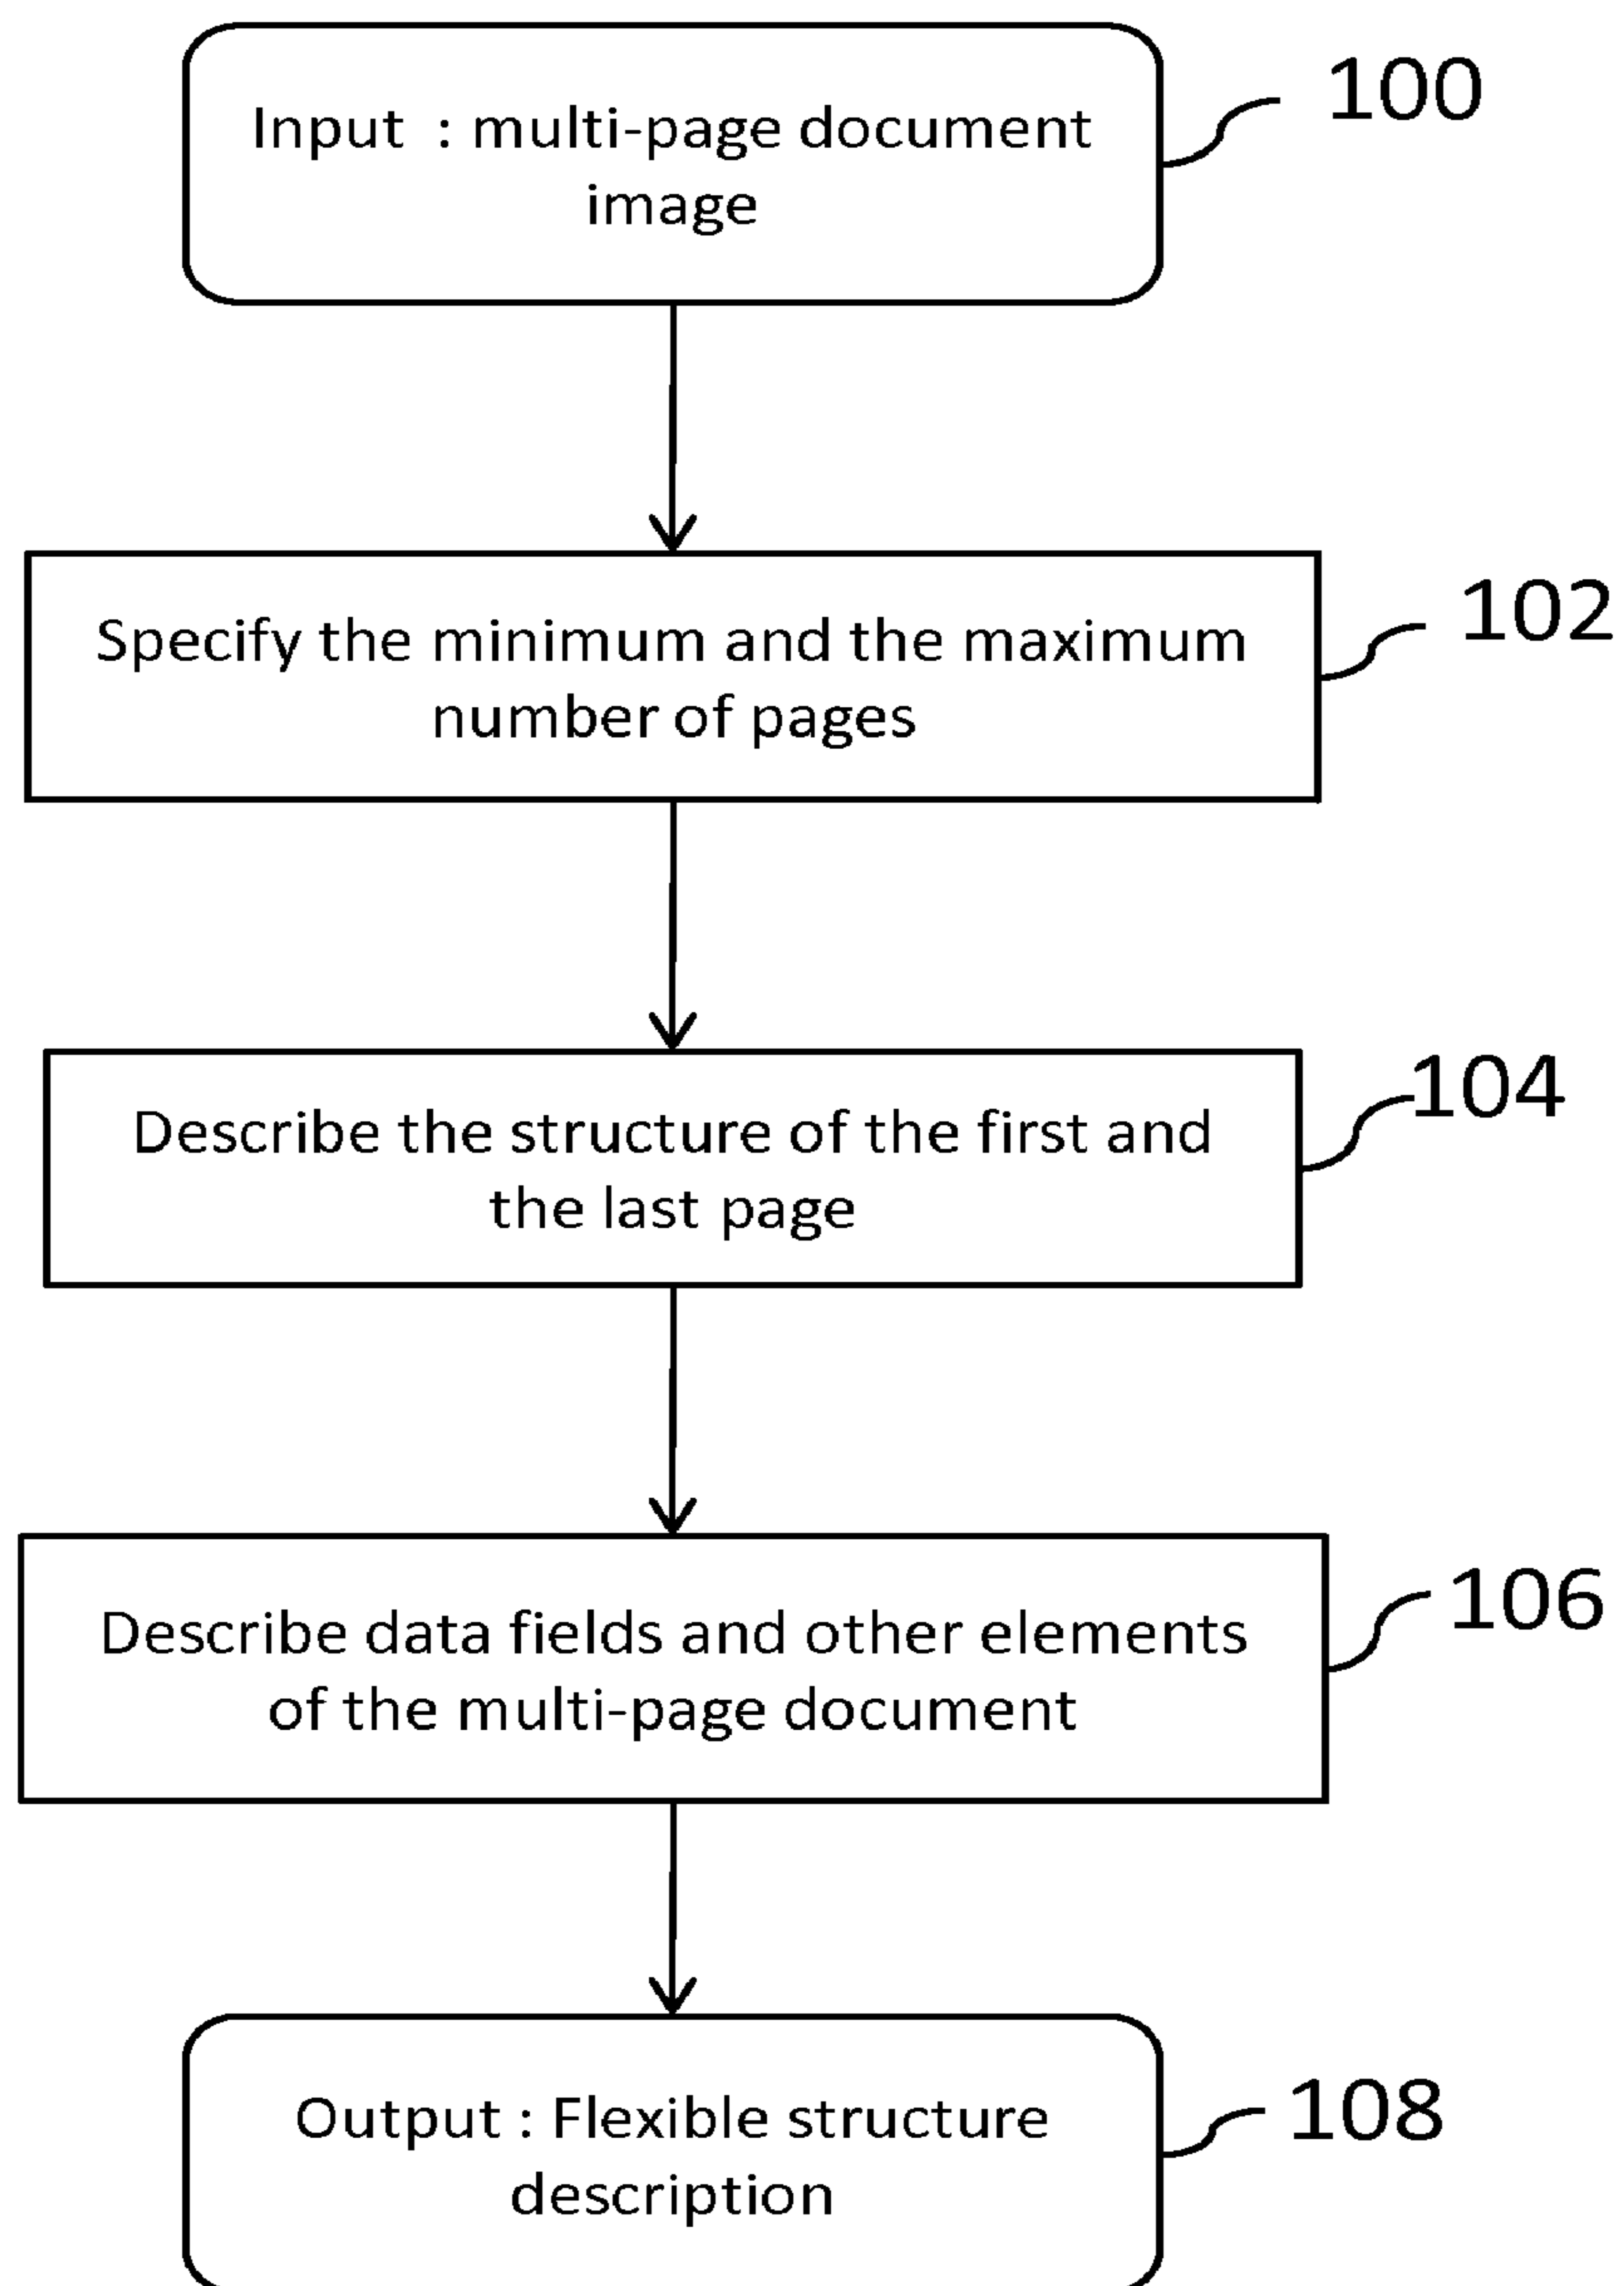 Input : multi-page document
image
100
Specify the minimum and the maximum
number of pages
102
Describe the structure of the first and
the last page
104
Describe data fields and other elements
of the multi-page document
106
Output : Flexible structure
description
108